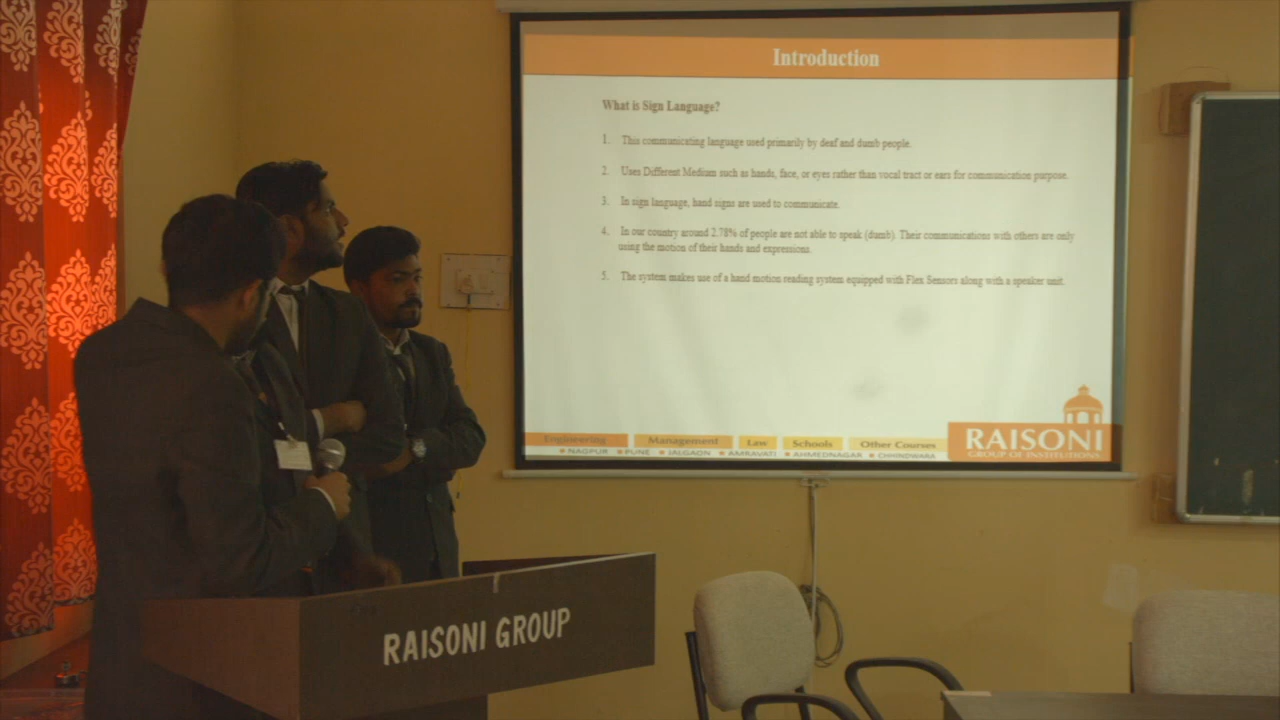 Introduction
What is Sign Language?
1. This communicating language used primarily by deaf and dumb people.
2. Uses Different Medium such as hands, face, or eyes rather than vocal tract or ears for communication purpose.
3. In sign language, hand signs are used to communicate.
4. In our country around 2.78% of people are not able to speak (dumb). Their communications with others are only
using the motion of their hands and expressions.
5. The system makes use of a hand motion reading system equipped with Flex Sensors along with a speaker unit.
Engineering Management Law Schools Other Courses
NAGPUR PUNE JALGAON AMRAVATI AHMEDNAGAR CHHINDWARA
RAISONI
GROUP OF INSTITUTIONS
RAISONI GROUP